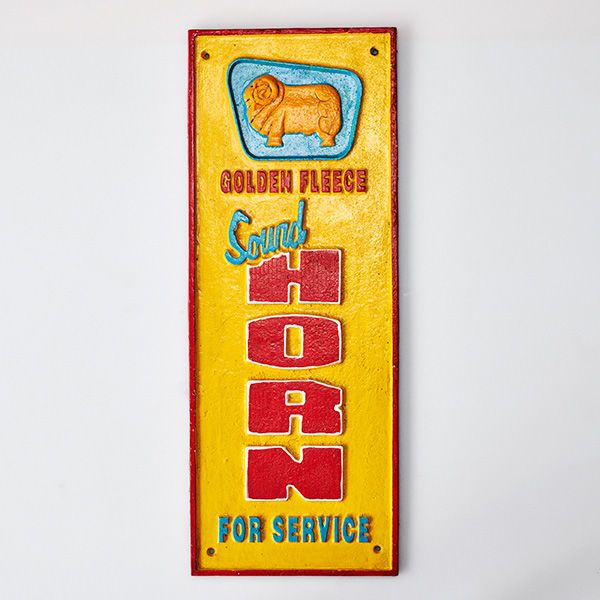 GOLDEN FLEECE
Sound
HORN
FOR SERVICE